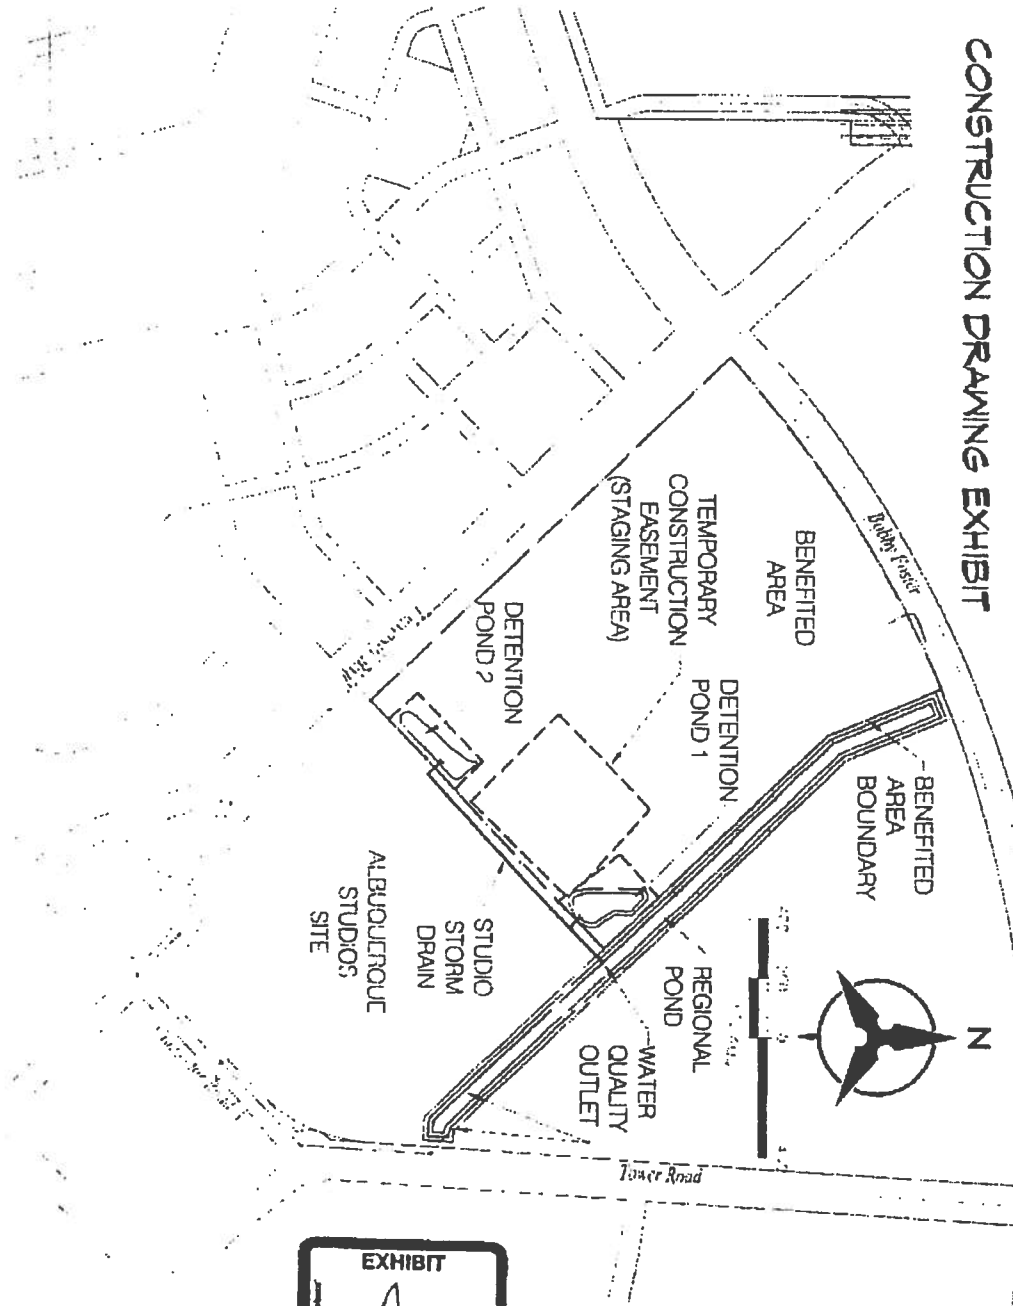 CONSTRUCTION DRAWING EXHIBIT
N
Bobby Foster
BENEFITED
AREA
TEMPORARY
CONSTRUCTION
EASEMENT
(STAGING AREA)
DETENTION
POND 2
DETENTION
POND 1
BENEFITED
AREA
BOUNDARY
REGIONAL
POND
WATER
QUALITY
OUTLET
STUDIO
STORM
DRAIN
ALBUQUERQUE
STUDIOS
SITE
Tower Road
EXHIBIT